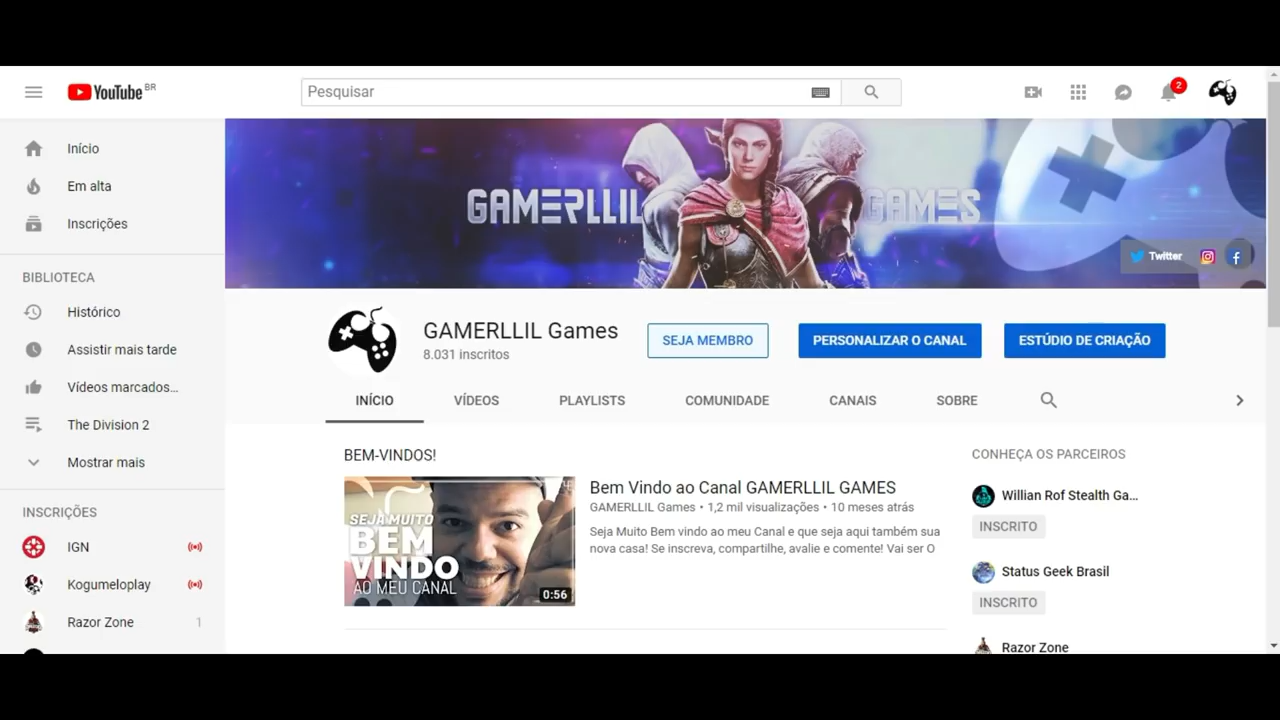 YouTube BR
Pesquisar
2
Início
Em alta
Inscrições
BIBLIOTECA
Histórico
Assistir mais tarde
Vídeos marcados...
The Division 2
Mostrar mais
INSCRIÇÕES
IGN
Kogumeloplay
Razor Zone 1
GAMERLLIL GAMES
Twitter
GAMERLLIL Games
8.031 inscritos
SEJA MEMBRO
PERSONALIZAR O CANAL
ESTÚDIO DE CRIAÇÃO
INÍCIO VÍDEOS PLAYLISTS COMUNIDADE CANAIS SOBRE
BEM-VINDOS!
SEJA MUITO
BEM
VINDO
AO MEU CANAL
0:56
Bem Vindo ao Canal GAMERLLIL GAMES
GAMERLLIL Games • 1,2 mil visualizações • 10 meses atrás
Seja Muito Bem vindo ao meu Canal e que seja aqui também sua
nova casa! Se inscreva, compartilhe, avalie e comente! Vai ser O
CONHEÇA OS PARCEIROS
Willian Rof Stealth Ga...
INSCRITO
Status Geek Brasil
INSCRITO
Razor Zone